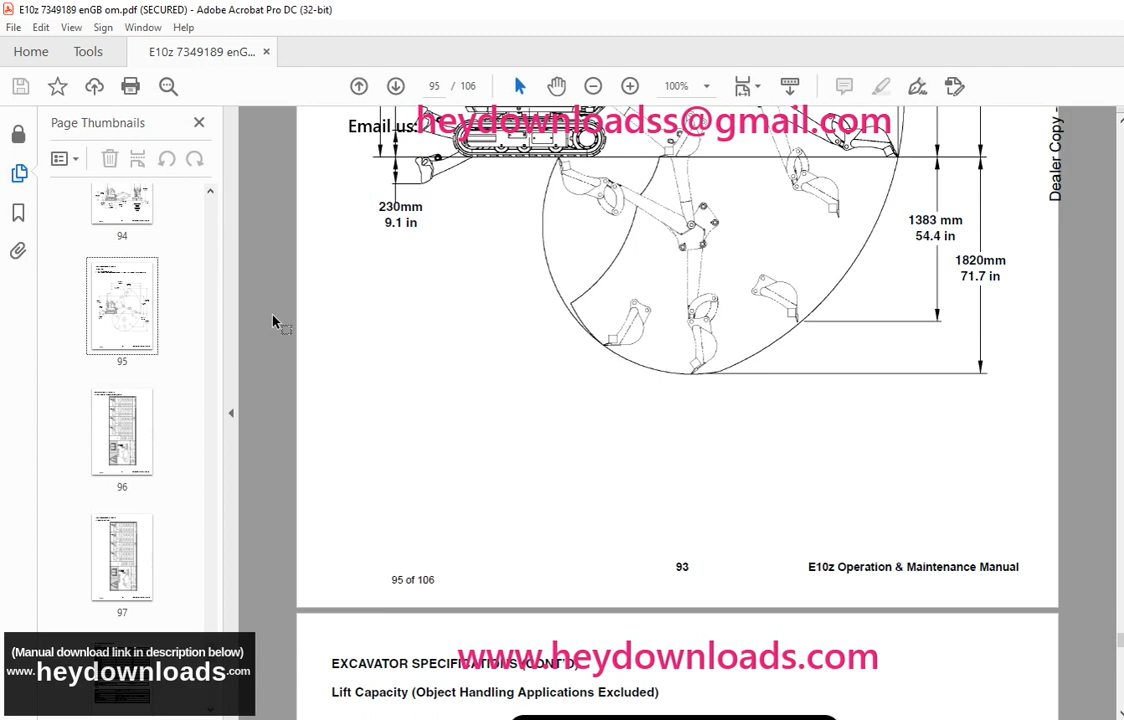 E10z 7349189 enGB om.pdf (SECURED) - Adobe Acrobat Pro DC (32-bit)
File Edit View Sign Window Help
Home Tools E10z 7349189 enG... ×
95 / 106 100%
Page Thumbnails
94
95
96
97
Email us:
heydownloadss@gmail.com
Dealer Copy -
230mm
9.1 in
1383 mm
54.4 in
1820mm
71.7 in
95 of 106
93
E10z Operation & Maintenance Manual
EXCAVATOR SPECIFICATIONS (CONT'D)
www.heydownloads.com
Lift Capacity (Object Handling Applications Excluded)
(Manual download link in description below)
www.heydownloads.com